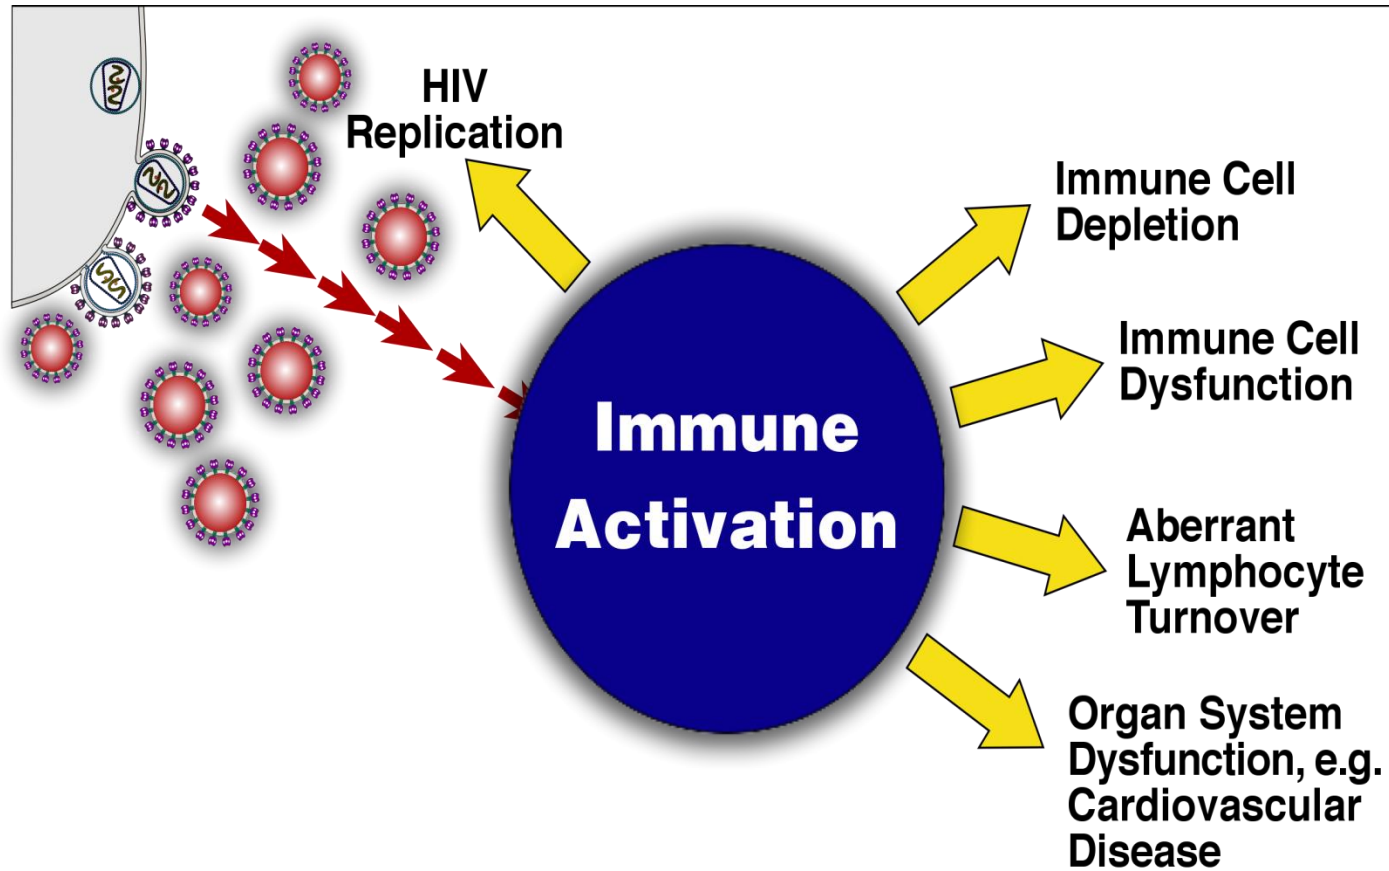 HIV
Replication
Immune Cell
Depletion
Immune Cell
Dysfunction
Immune
Activation
Aberrant
Lymphocyte
Turnover
Organ System
Dysfunction, e.g.
Cardiovascular
Disease